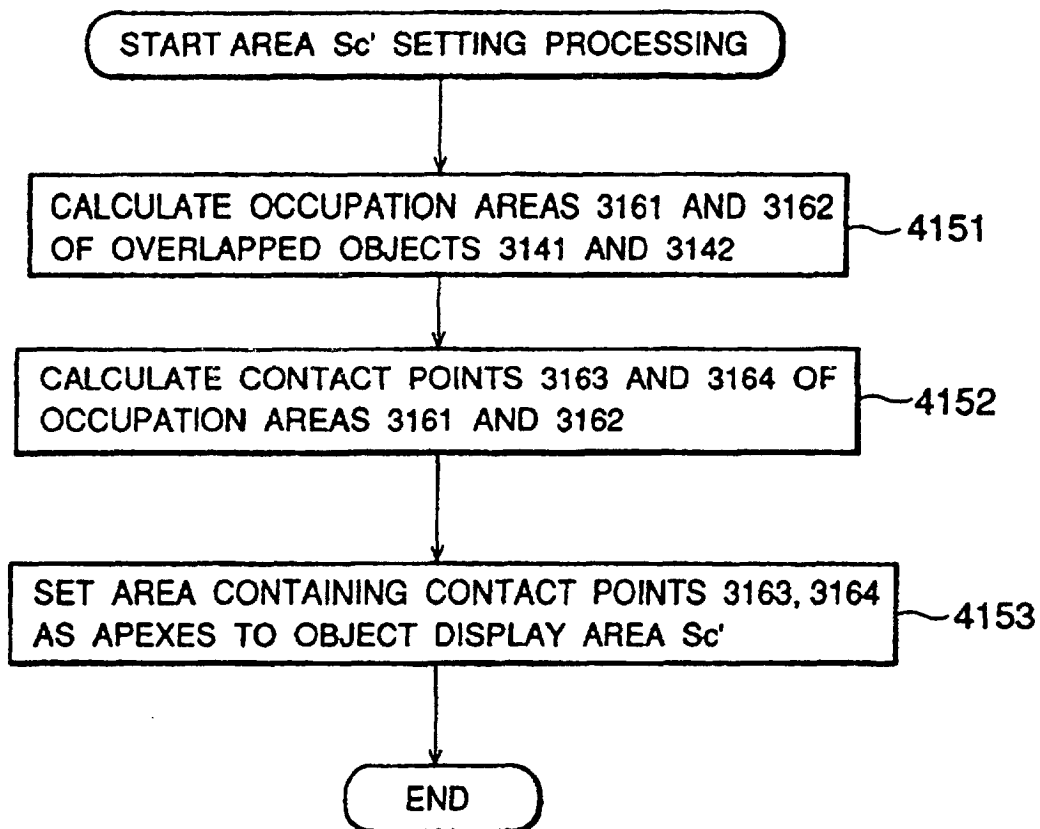 START AREA Sc' SETTING PROCESSING
CALCULATE OCCUPATION AREAS 3161 AND 3162
OF OVERLAPPED OBJECTS 3141 AND 3142
4151
CALCULATE CONTACT POINTS 3163 AND 3164 OF
OCCUPATION AREAS 3161 AND 3162
4152
SET AREA CONTAINING CONTACT POINTS 3163, 3164
AS APEXES TO OBJECT DISPLAY AREA Sc'
4153
END